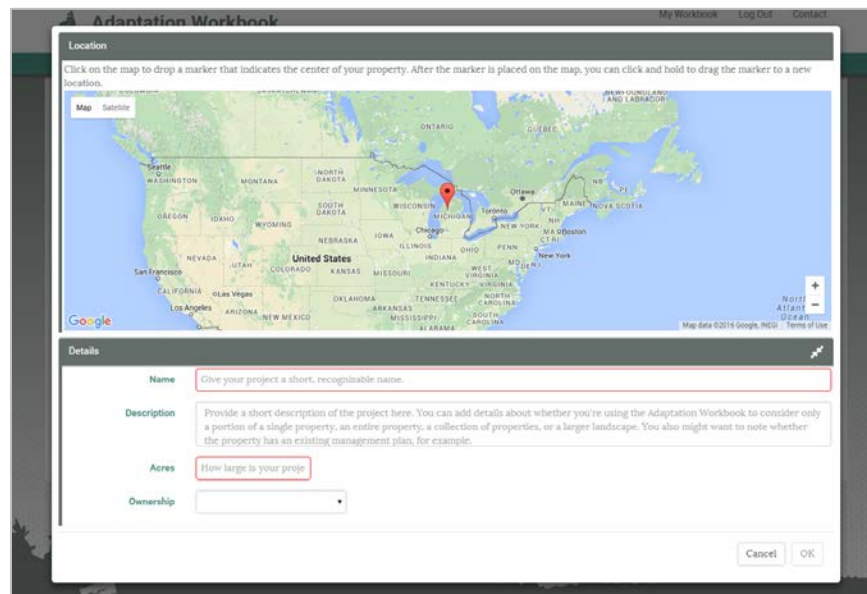 Adaptation Workbook
My Workbook Log Out Contact
Location
Click on the map to drop a marker that indicates the center of your property. After the marker is placed on the map, you can click and hold to drag the marker to a new
location.
Map Satellite
NEWFOUNDLAND
AND LABRADOR
ONTARIO
QUEBEC
Seattle
WASHINGTON
MONTANA
NORTH
DAKOTA
MINNESOTA
Ottawa
NB
PE
MAINE
NOVA SCOTIA
OREGON
IDAHO
WYOMING
SOUTH
DAKOTA
WISCONSIN
MICHIGAN
Toronto
VT
NH
NEW YORK
MA
Boston
CT RI
Chicago
IOWA
NEBRASKA
ILLINOIS
INDIANA
OHIO
PENN
New York
NEVADA
UTAH
COLORADO
United States
KANSAS
MISSOURI
WEST
VIRGINIA
MD
DE
NJ
San Francisco
CALIFORNIA
Las Vegas
KENTUCKY
VIRGINIA
Los Angeles
ARIZONA
NEW MEXICO
OKLAHOMA
ARKANSAS
TENNESSEE
NORTH
CAROLINA
MISSISSIPPI
ALABAMA
SOUTH
CAROLINA
North
Atlant
Ocean
+
−
Google
Map data ©2016 Google, INEGI Terms of Use
Details
Name
Give your project a short, recognizable name.
Description
Provide a short description of the project here. You can add details about whether you're using the Adaptation Workbook to consider only
a portion of a single property, an entire property, a collection of properties, or a larger landscape. You also might want to note whether
the property has an existing management plan, for example.
Acres
How large is your proje
Ownership
Cancel OK